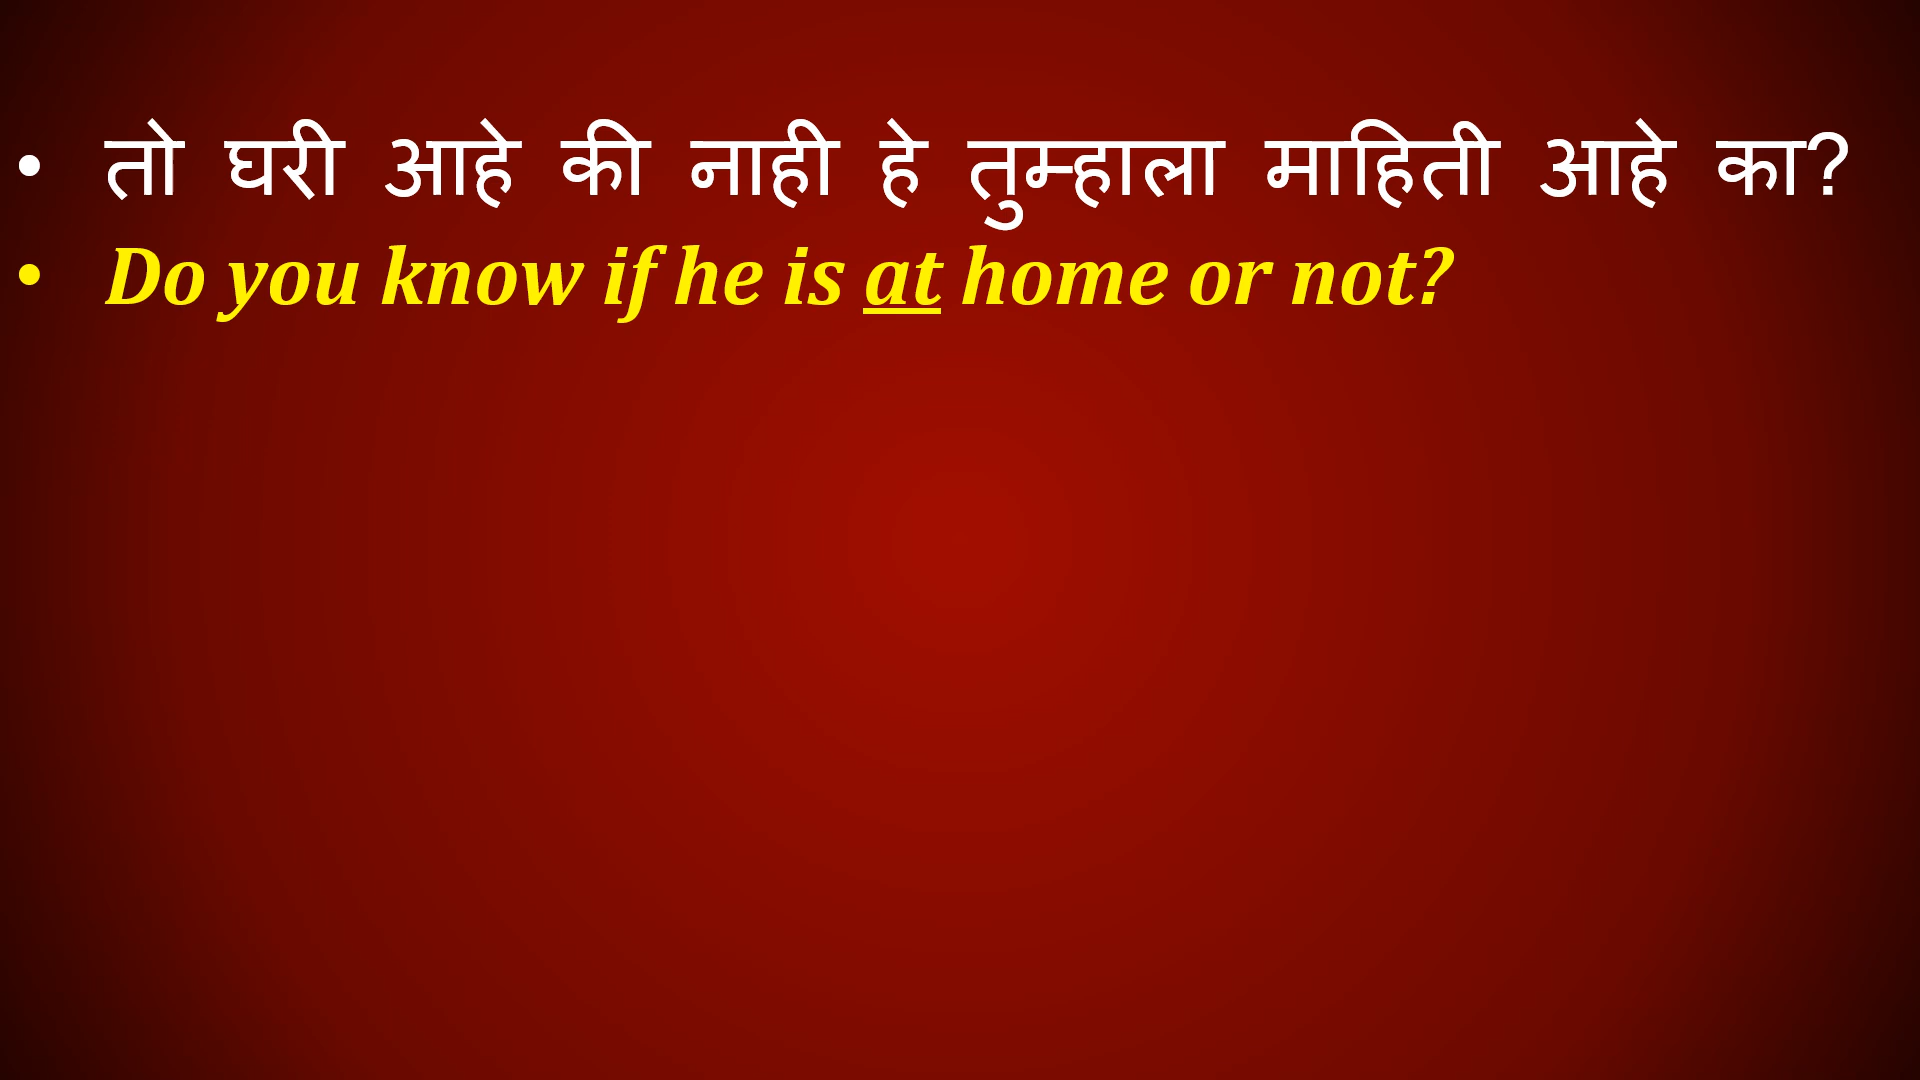 • तो घरी आहे की नाही हे तुम्हाला माहिती आहे का?
• Do you know if he is at home or not?